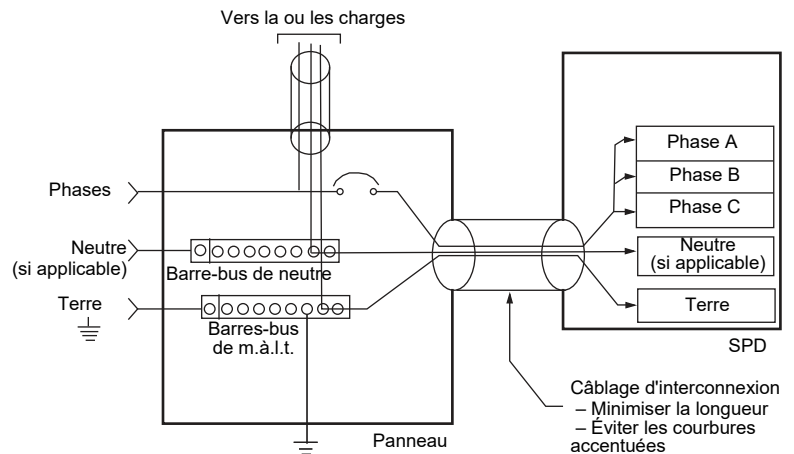 Vers la ou les charges
Phases
Neutre
(si applicable)
Barre-bus de neutre
Terre
Barres-bus
de m.à.l.t.
Panneau
Phase A
Phase B
Phase C
Neutre
(si applicable)
Terre
SPD
Câblage d'interconnexion
– Minimiser la longueur
– Éviter les courbures
accentuées